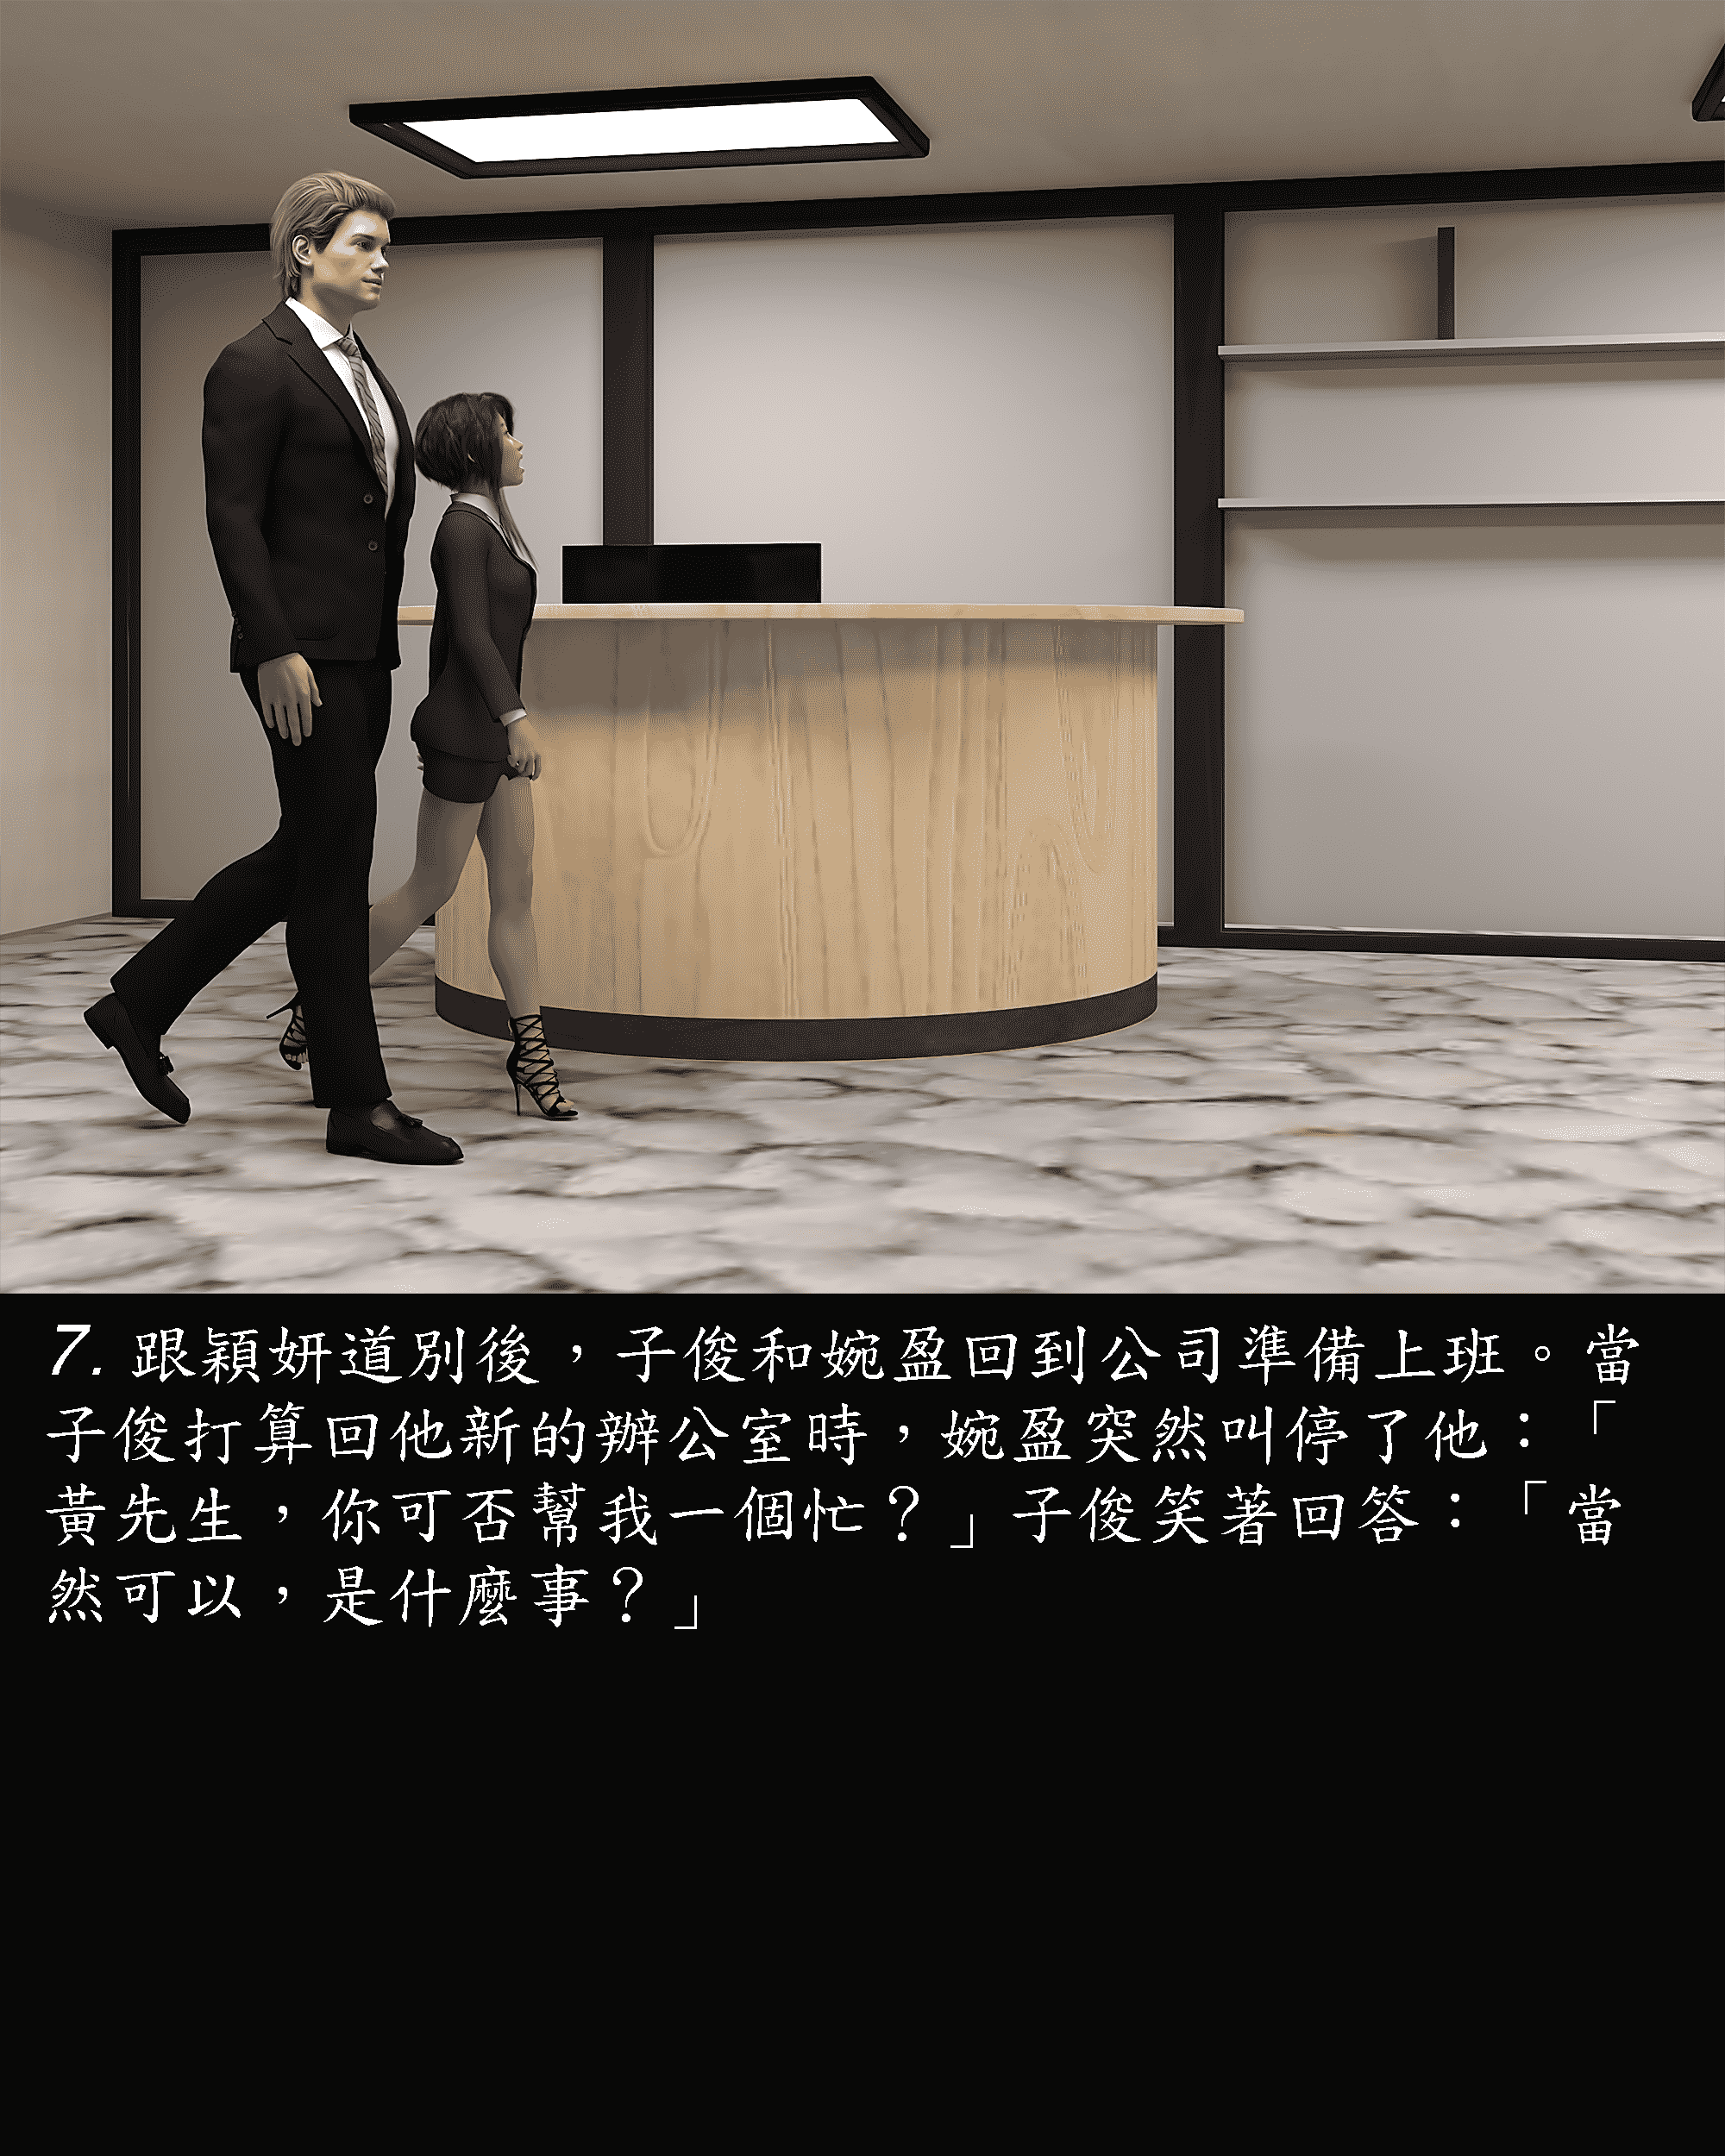 7. 跟穎妍道別後，子俊和婉盈回到公司準備上班。當
子俊打算回他新的辦公室時，婉盈突然叫停了他：「
黃先生，你可否幫我一個忙？」子俊笑著回答：「當
然可以，是什麼事？」